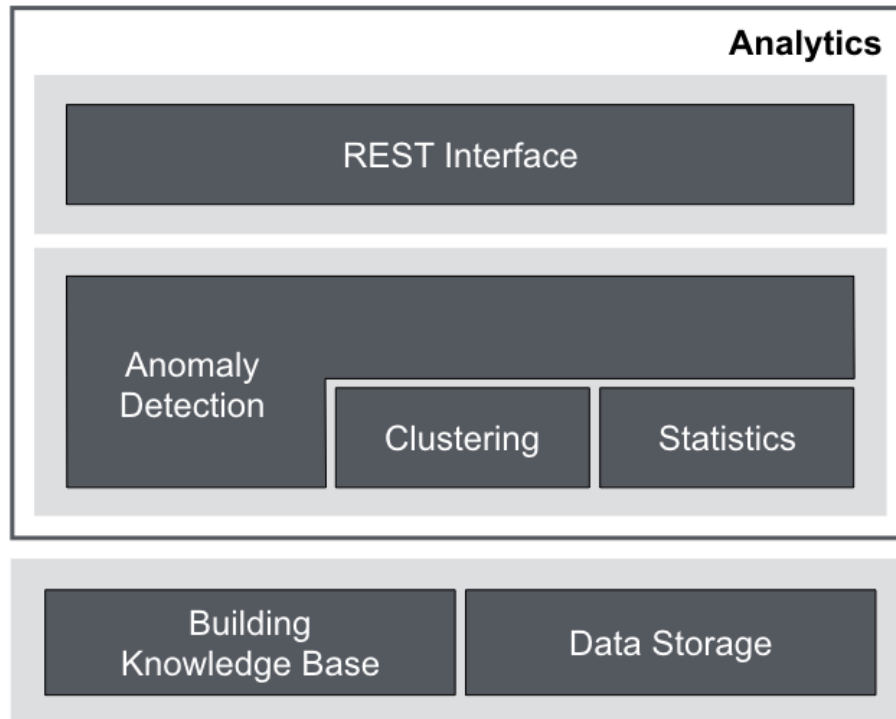 Analytics
REST Interface
Anomaly
Detection
Clustering
Statistics
Building
Knowledge Base
Data Storage